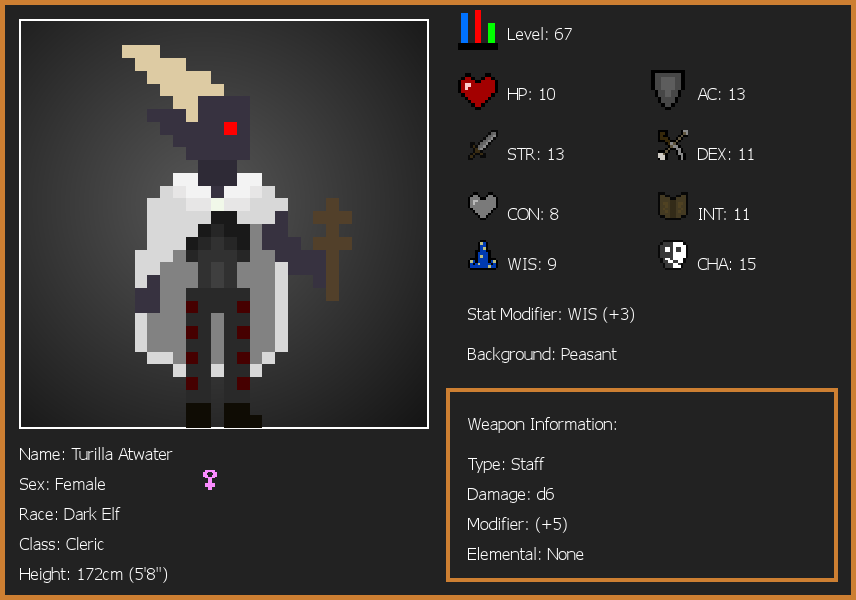 Level: 67
HP: 10
AC: 13
STR: 13
DEX: 11
CON: 8
INT: 11
WIS: 9
CHA: 15
Stat Modifier: WIS (+3)
Background: Peasant
Weapon Information:
Type: Staff
Damage: d6
Modifier: (+5)
Elemental: None
Name: Turilla Atwater
Sex: Female
Race: Dark Elf
Class: Cleric
Height: 172cm (5'8")